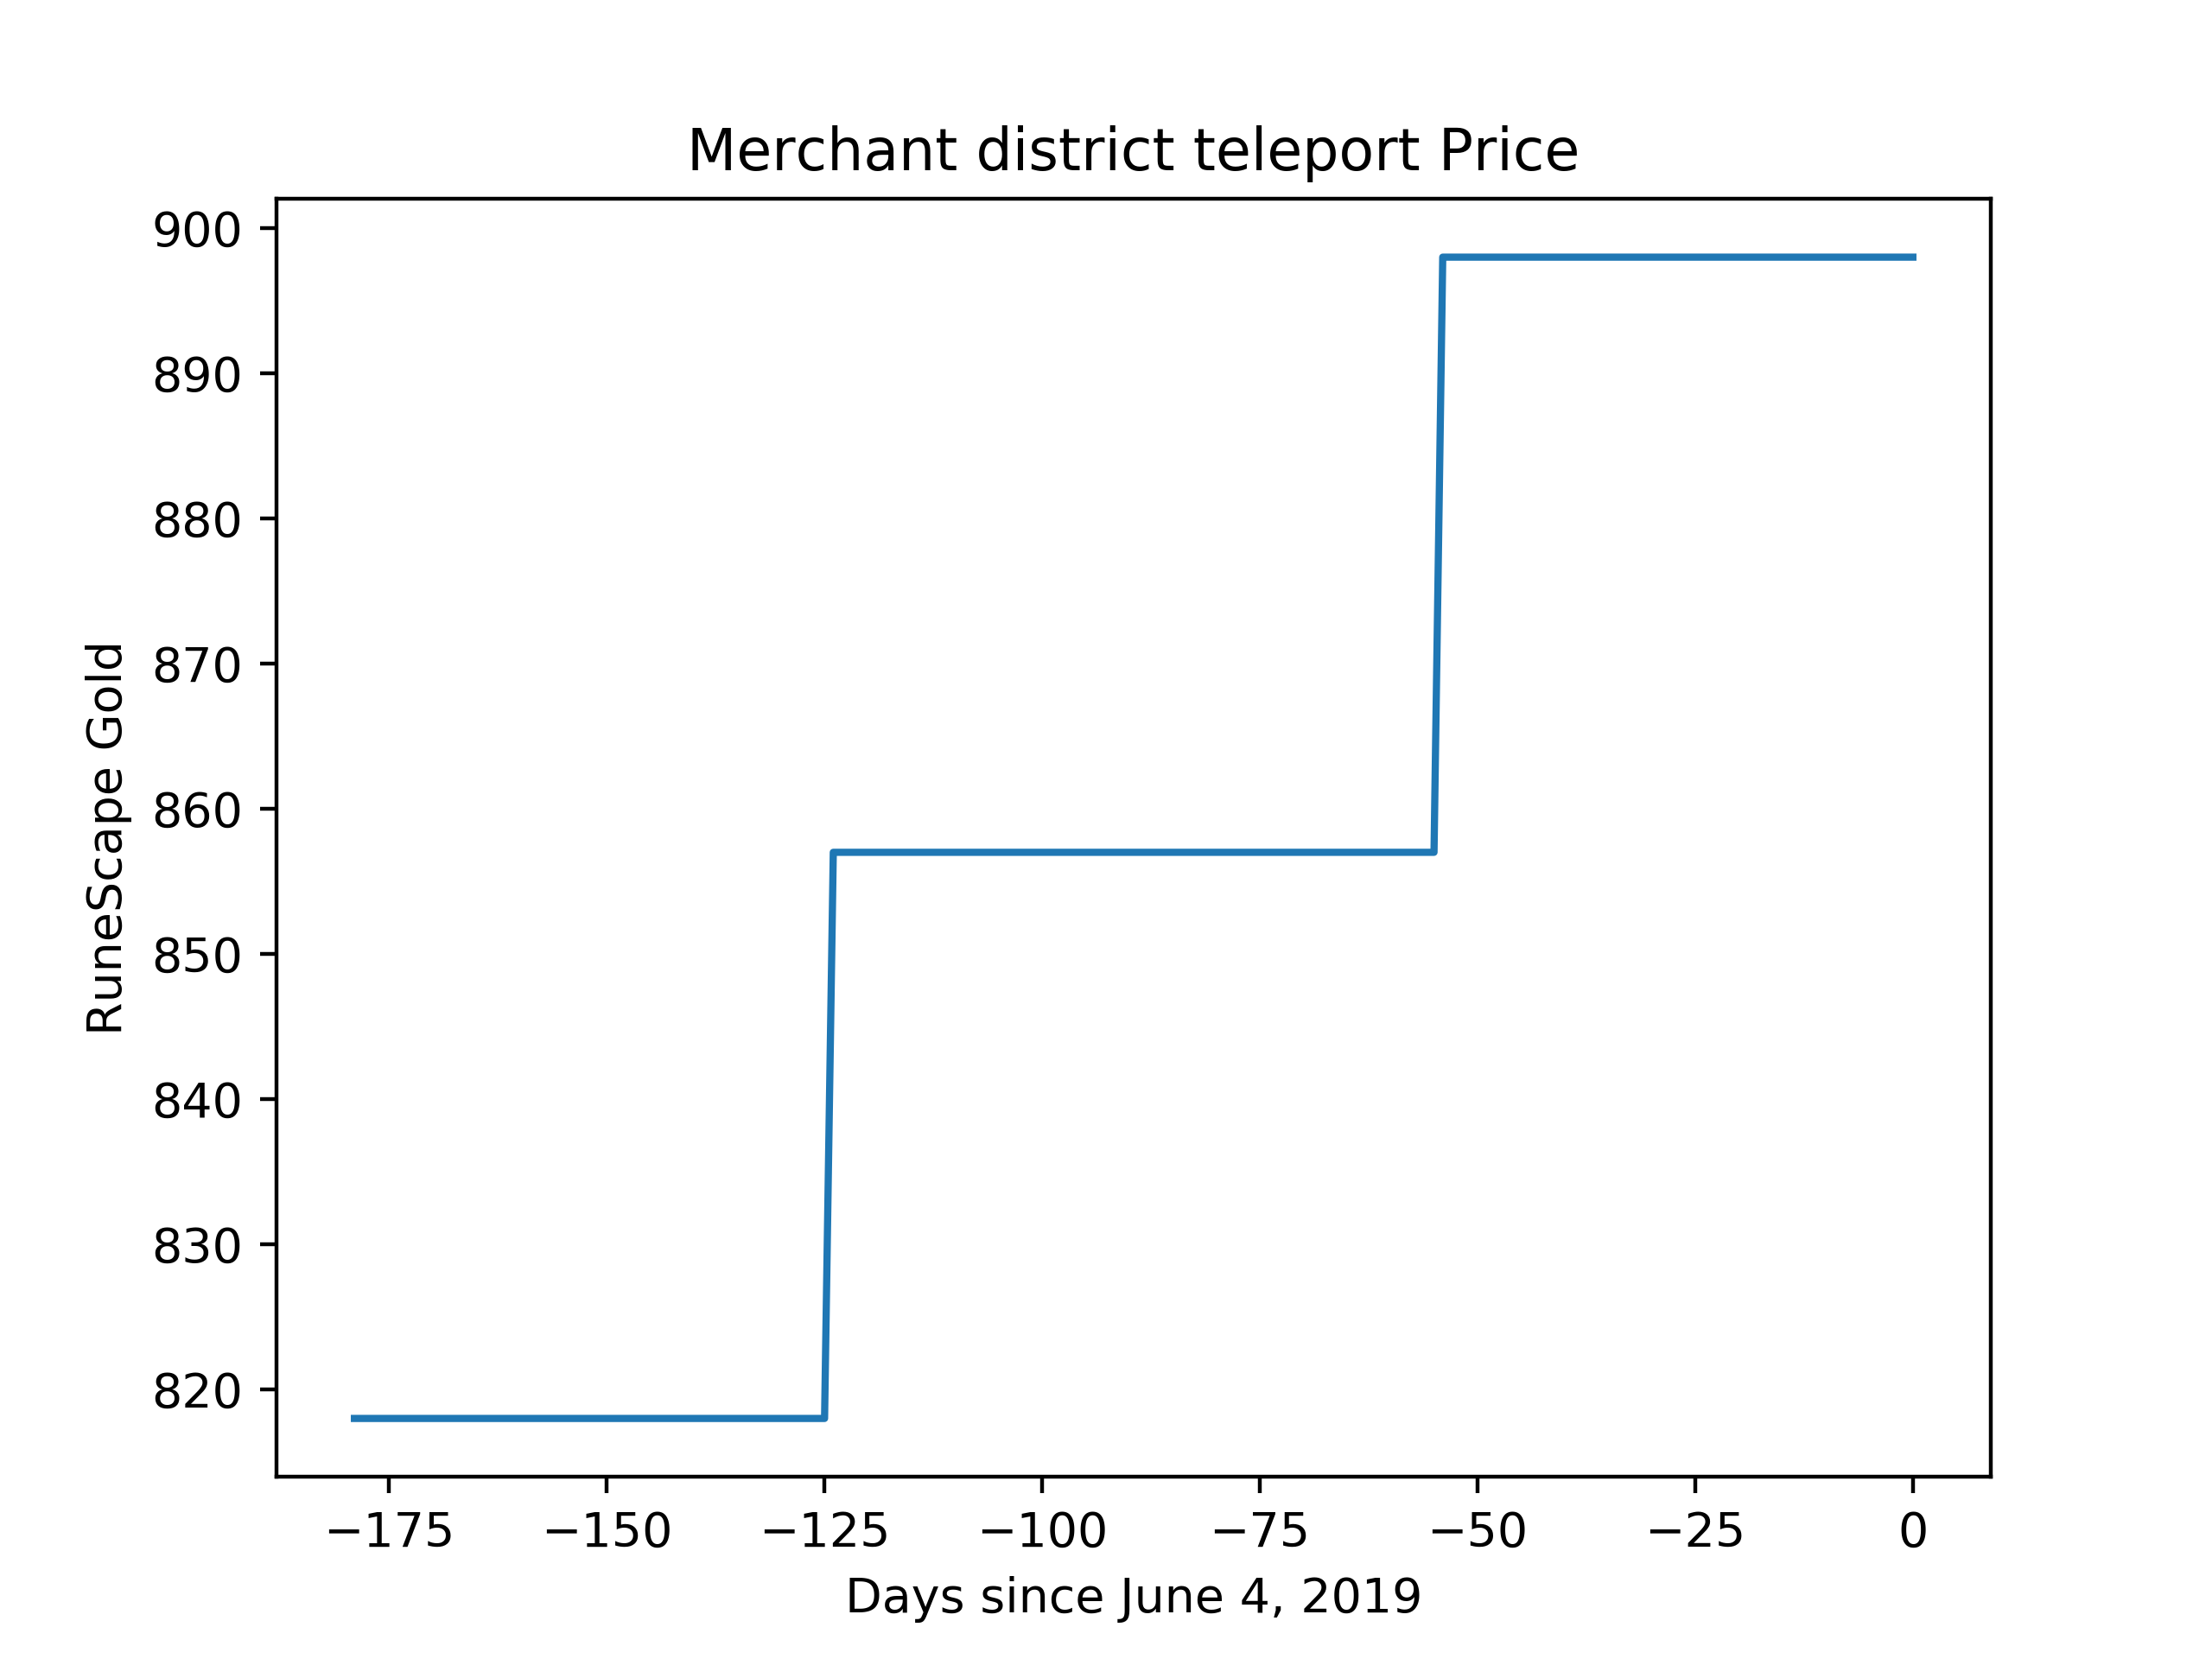 Merchant district teleport Price
RuneScape Gold
900
890
880
870
860
850
840
830
820
−175 −150 −125 −100 −75 −50 −25 0
Days since June 4, 2019